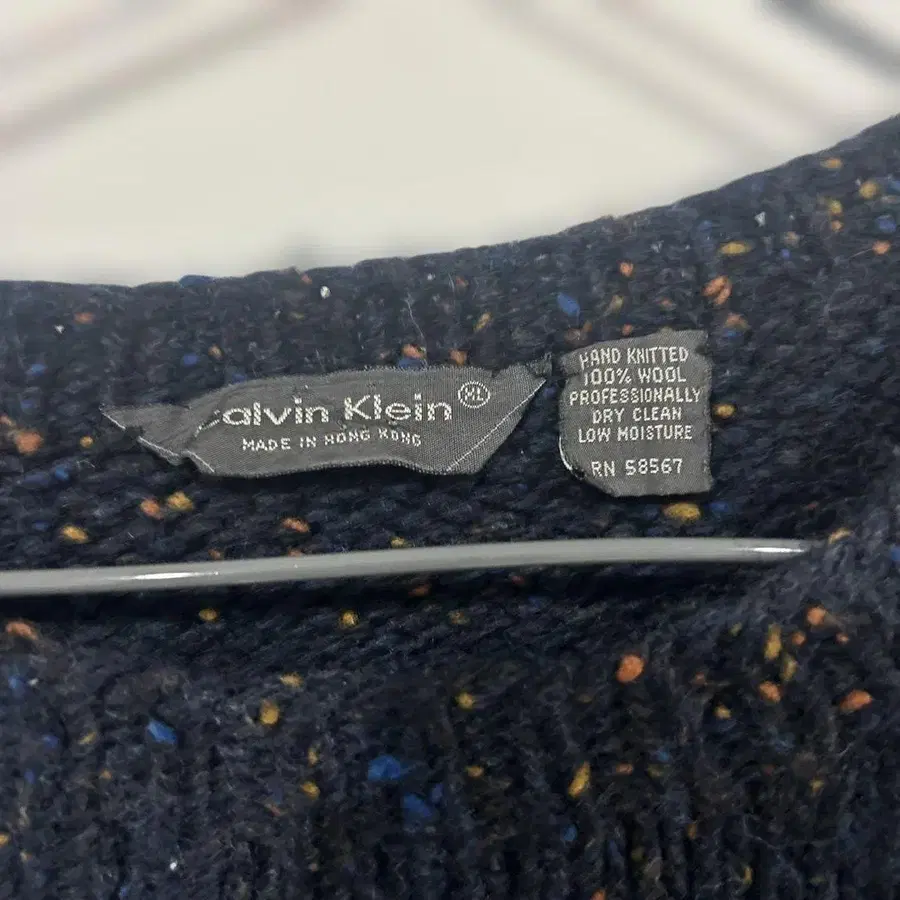 Calvin Klein XL
MADE IN HONG KONG
HAND KNITTED
100% WOOL
PROFESSIONALLY
DRY CLEAN
LOW MOISTURE
RN 58567